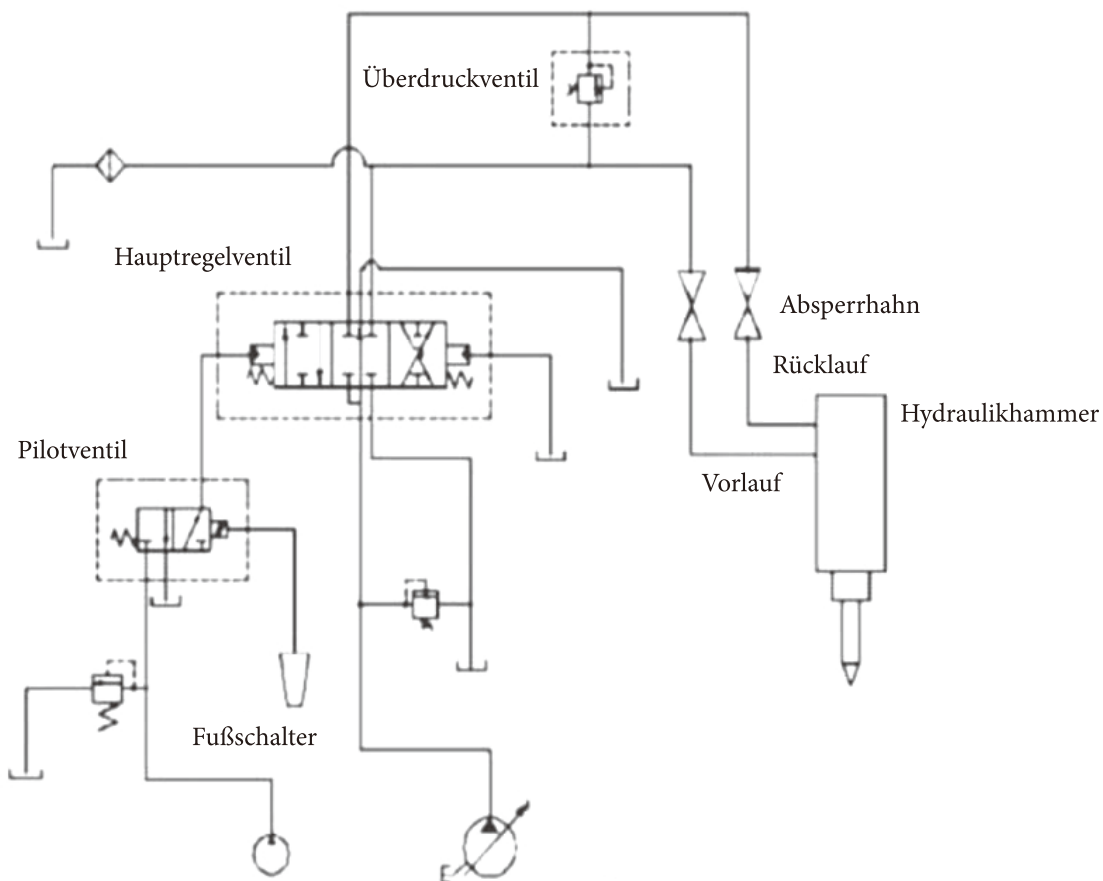 Überdruckventil
Hauptregelventil
Absperrhahn
Rücklauf
Hydraulikhammer
Pilotventil
Vorlauf
Fußschalter